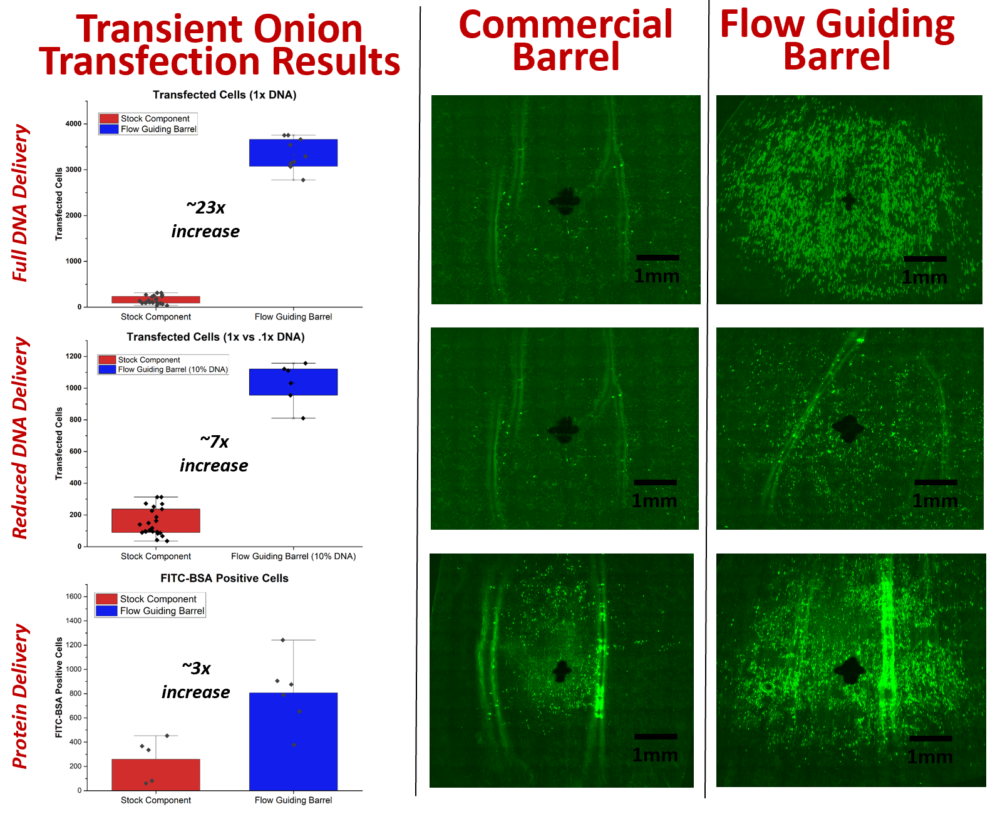 Transient Onion
Transfection Results
Commercial
Barrel
Flow Guiding
Barrel
Full DNA Delivery
Transfected Cells (1x DNA)
Stock Component
Flow Guiding Barrel
Transfected Cells
4000
3000
2000
1000
0
~23x
increase
Stock Component
Flow Guiding Barrel
1mm
1mm
Reduced DNA Delivery
Transfected Cells (1x vs .1x DNA)
Stock Component
Flow Guiding Barrel (10% DNA)
Transfected Cells
1200
1000
800
600
400
200
0
~7x
increase
Stock Component
Flow Guiding Barrel (10% DNA)
1mm
1mm
Protein Delivery
FITC-BSA Positive Cells
Stock Component
Flow Guiding Barrel
FITC-BSA Positive Cells
1600
1400
1200
1000
800
600
400
200
0
~3x
increase
Stock Component
Flow Guiding Barrel
1mm
1mm